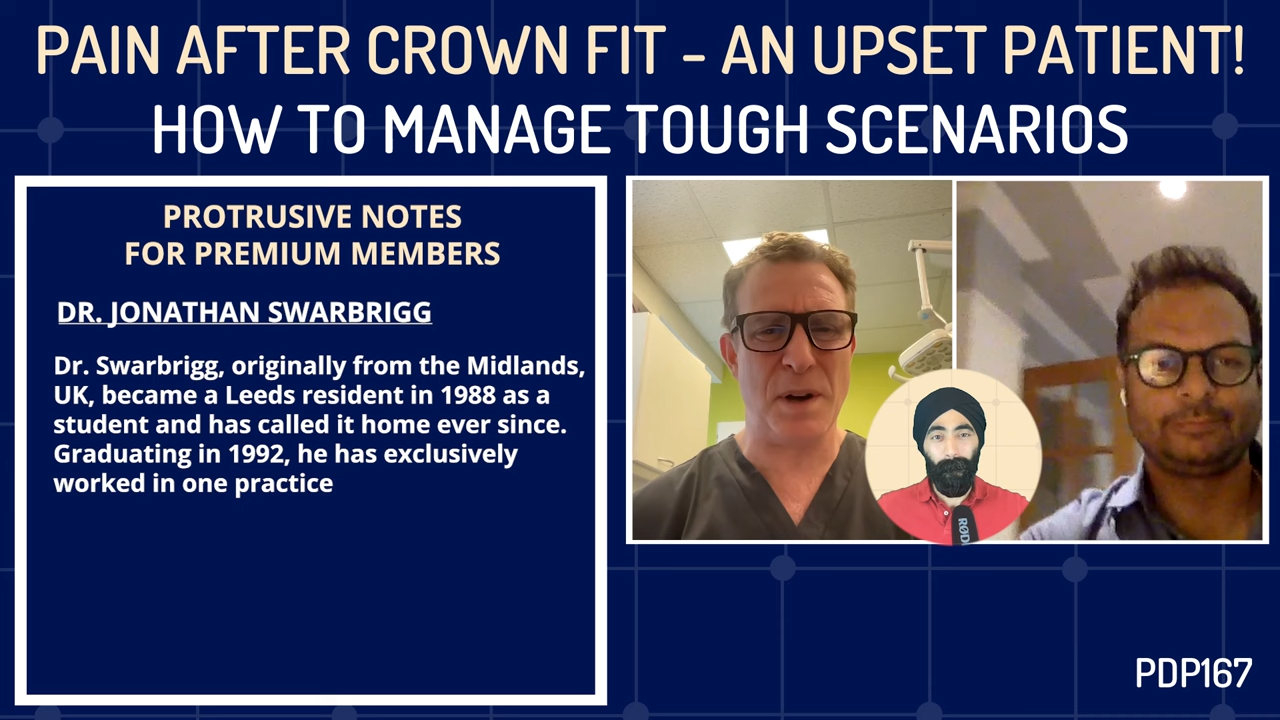 PAIN AFTER CROWN FIT - AN UPSET PATIENT!
HOW TO MANAGE TOUGH SCENARIOS
PROTRUSIVE NOTES
FOR PREMIUM MEMBERS
DR. JONATHAN SWARBRIGG
Dr. Swarbrigg, originally from the Midlands,
UK, became a Leeds resident in 1988 as a
student and has called it home ever since.
Graduating in 1992, he has exclusively
worked in one practice
RØDE
PDP167